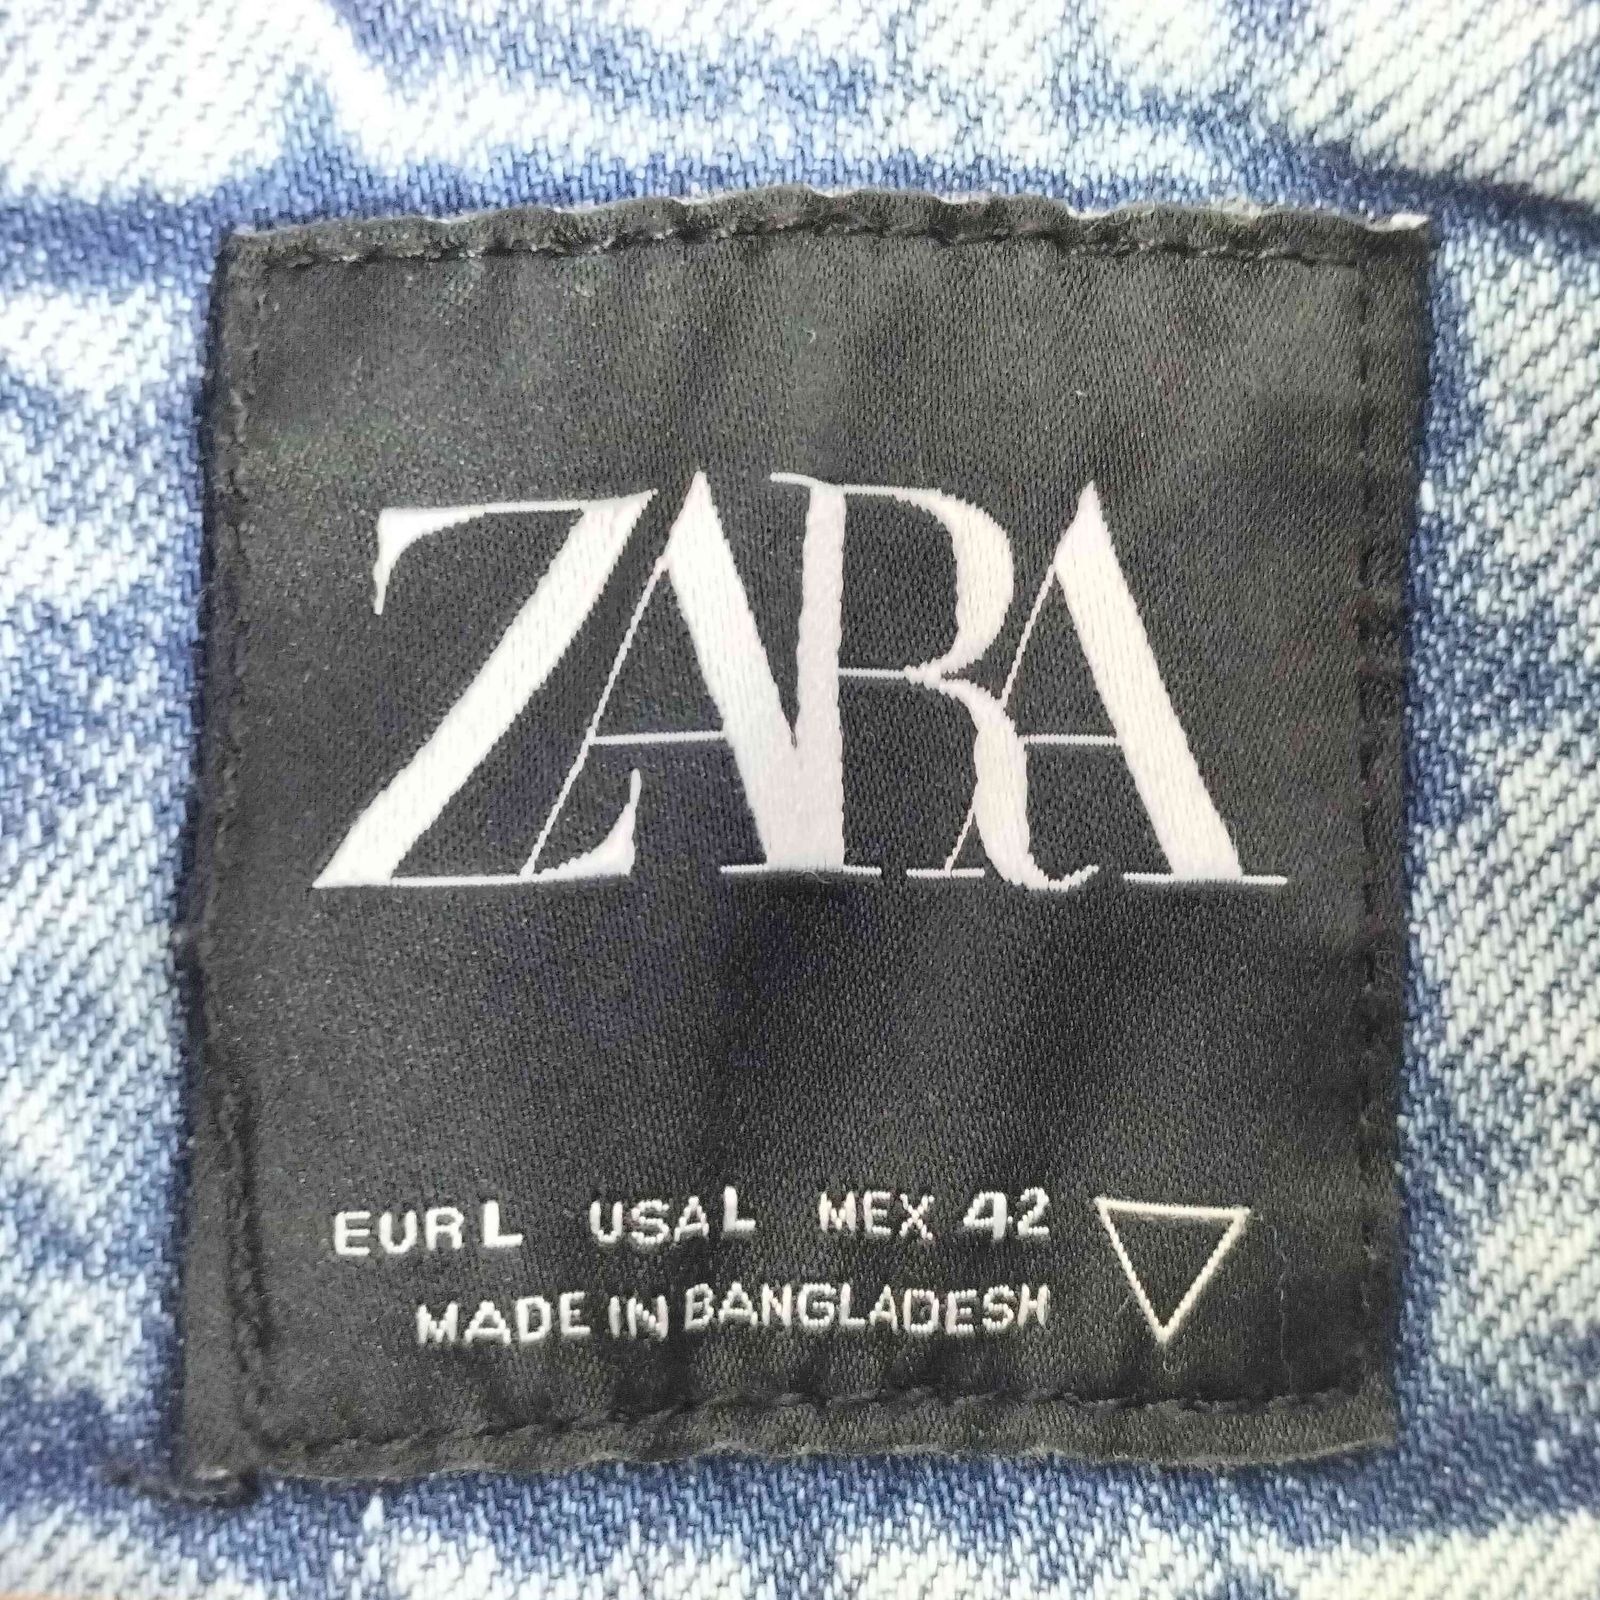 ZARA
EUR L USA L MEX 42
MADE IN BANGLADESH